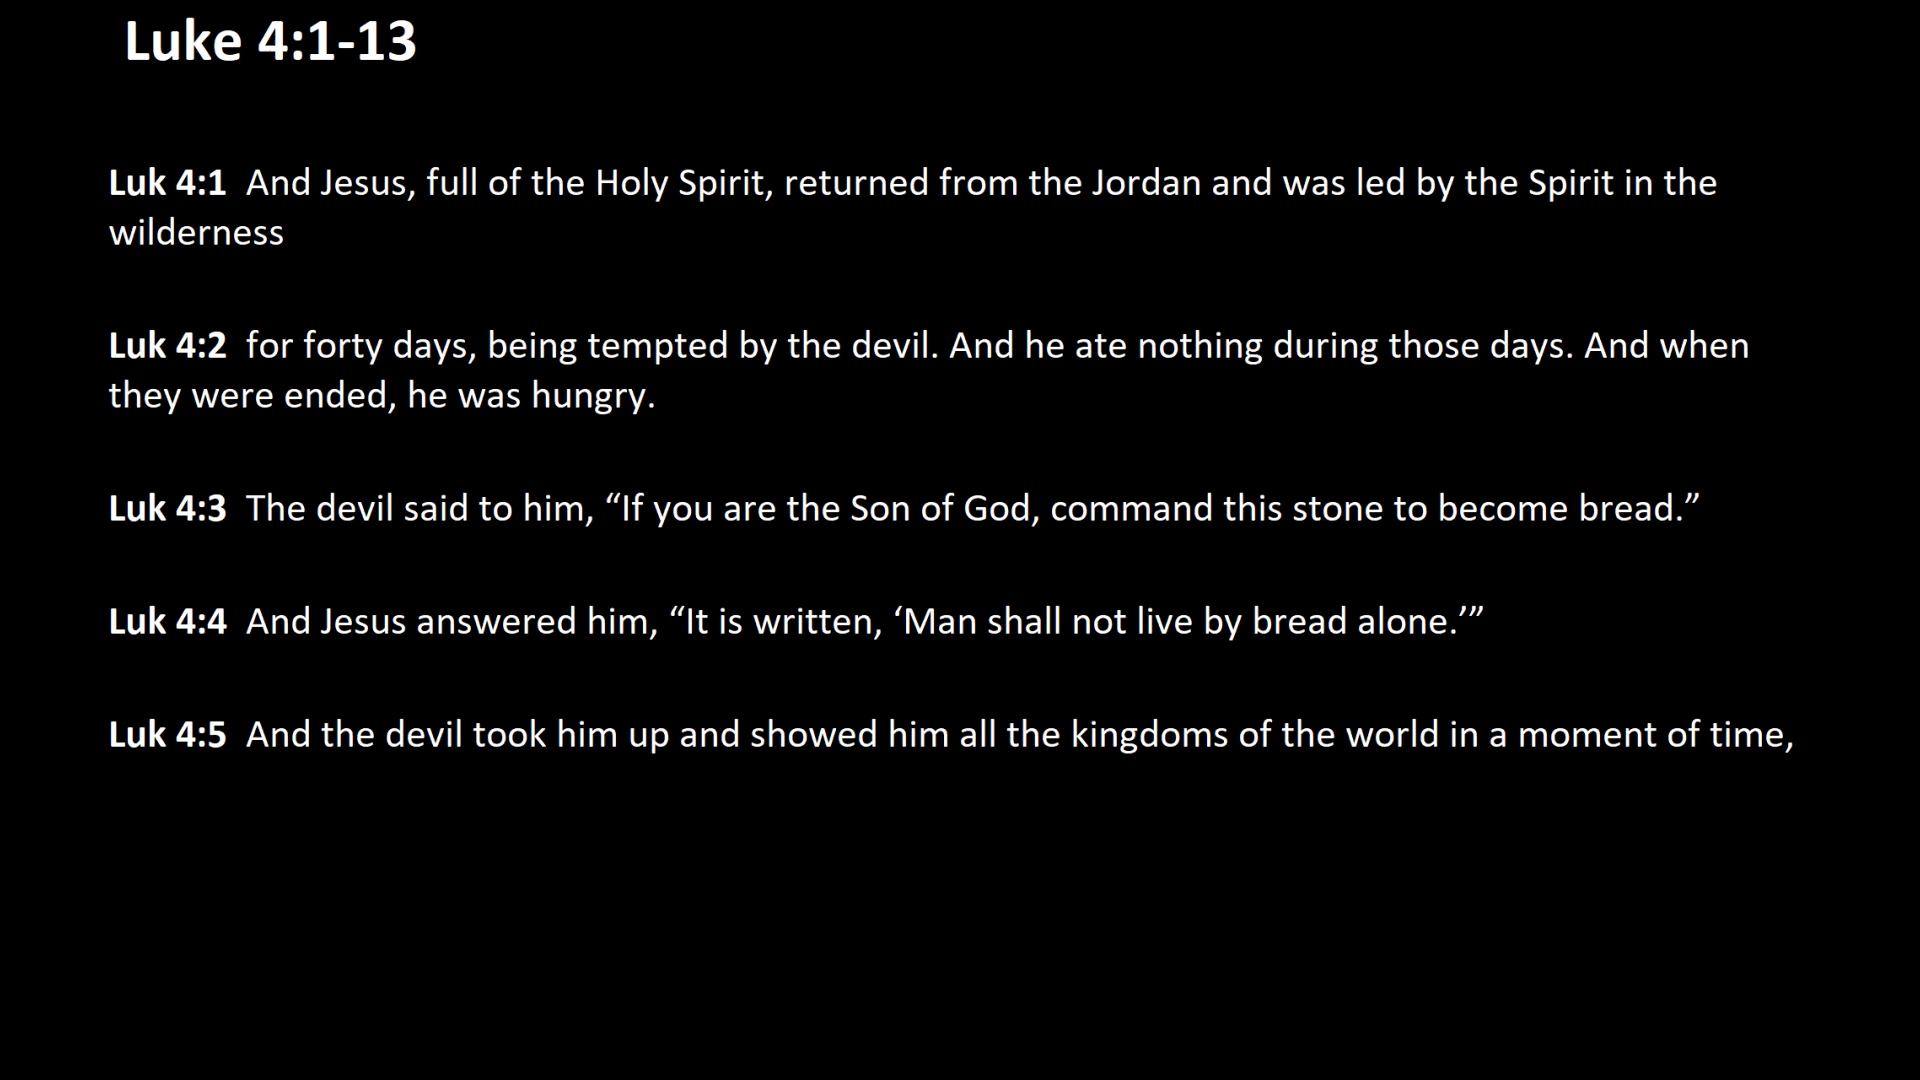 Luke 4:1-13
Luk 4:1  And Jesus, full of the Holy Spirit, returned from the Jordan and was led by the Spirit in the
wilderness
Luk 4:2  for forty days, being tempted by the devil. And he ate nothing during those days. And when
they were ended, he was hungry.
Luk 4:3  The devil said to him, “If you are the Son of God, command this stone to become bread.”
Luk 4:4  And Jesus answered him, “It is written, ‘Man shall not live by bread alone.’”
Luk 4:5  And the devil took him up and showed him all the kingdoms of the world in a moment of time,